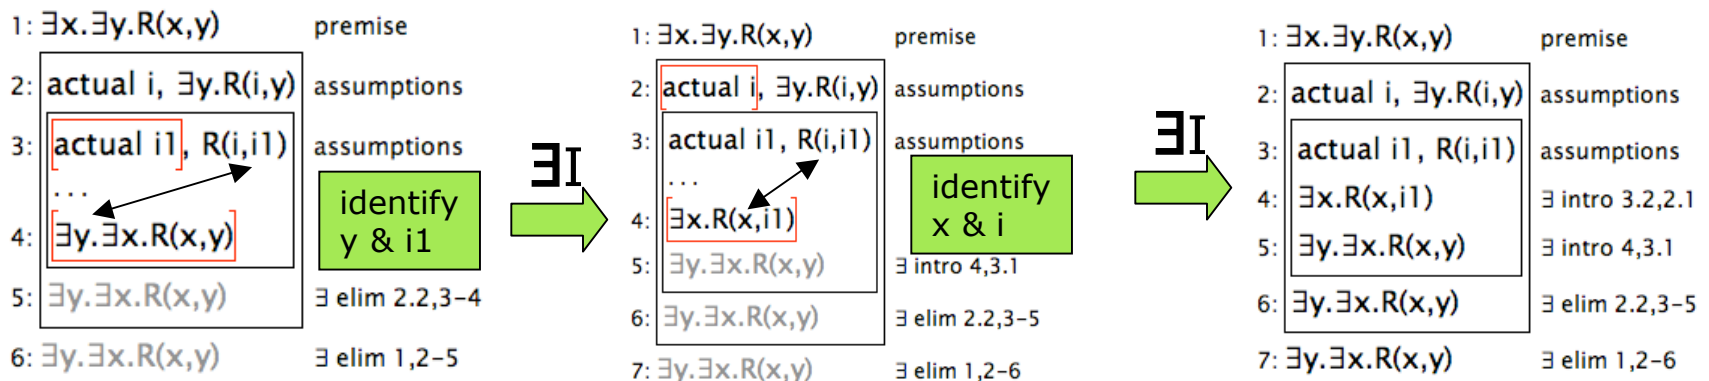 1: ∃x.∃y.R(x,y) premise
2: actual i, ∃y.R(i,y) assumptions
3: actual i1, R(i,i1) assumptions
...
4: ∃y.∃x.R(x,y)
5: ∃y.∃x.R(x,y) ∃ elim 2.2,3-4
6: ∃y.∃x.R(x,y) ∃ elim 1,2-5
identify
y & i1
∃I
1: ∃x.∃y.R(x,y) premise
2: actual i, ∃y.R(i,y) assumptions
3: actual i1, R(i,i1) assumptions
...
4: ∃x.R(x,i1)
5: ∃y.∃x.R(x,y) ∃ intro 4,3.1
6: ∃y.∃x.R(x,y) ∃ elim 2.2,3-5
7: ∃y.∃x.R(x,y) ∃ elim 1,2-6
identify
x & i
∃I
1: ∃x.∃y.R(x,y) premise
2: actual i, ∃y.R(i,y) assumptions
3: actual i1, R(i,i1) assumptions
4: ∃x.R(x,i1) ∃ intro 3.2,2.1
5: ∃y.∃x.R(x,y) ∃ intro 4,3.1
6: ∃y.∃x.R(x,y) ∃ elim 2.2,3-5
7: ∃y.∃x.R(x,y) ∃ elim 1,2-6